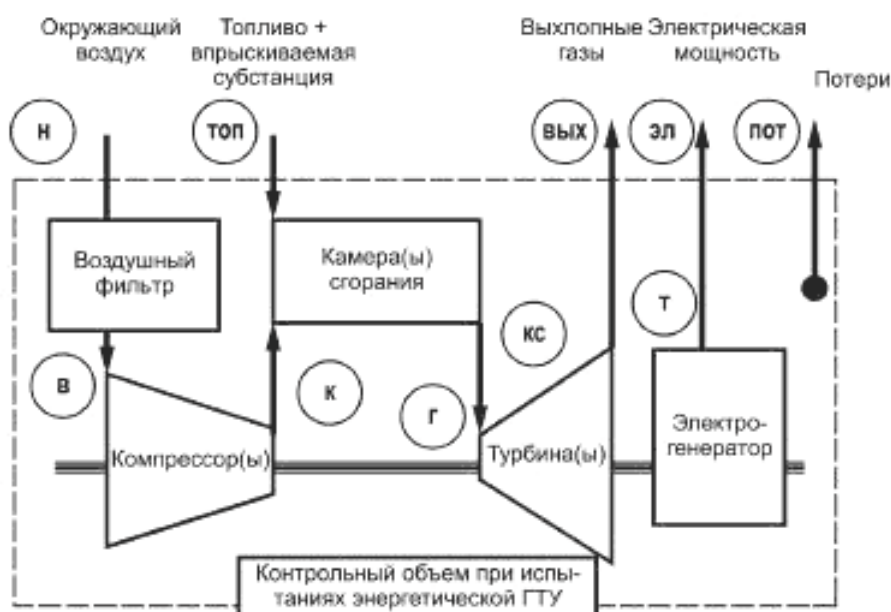 Окружающий
воздух
Топливо +
впрыскиваемая
субстанция
Выхлопные
газы
Электрическая
мощность
Потери
Н
ТОП
ВЫХ
ЭЛ
ПОТ
Воздушный
фильтр
Камера(ы)
сгорания
Т
КС
В
К
Г
Компрессор(ы)
Турбина(ы)
Электро-
генератор
Контрольный объем при испы-
таниях энергетической ГТУ